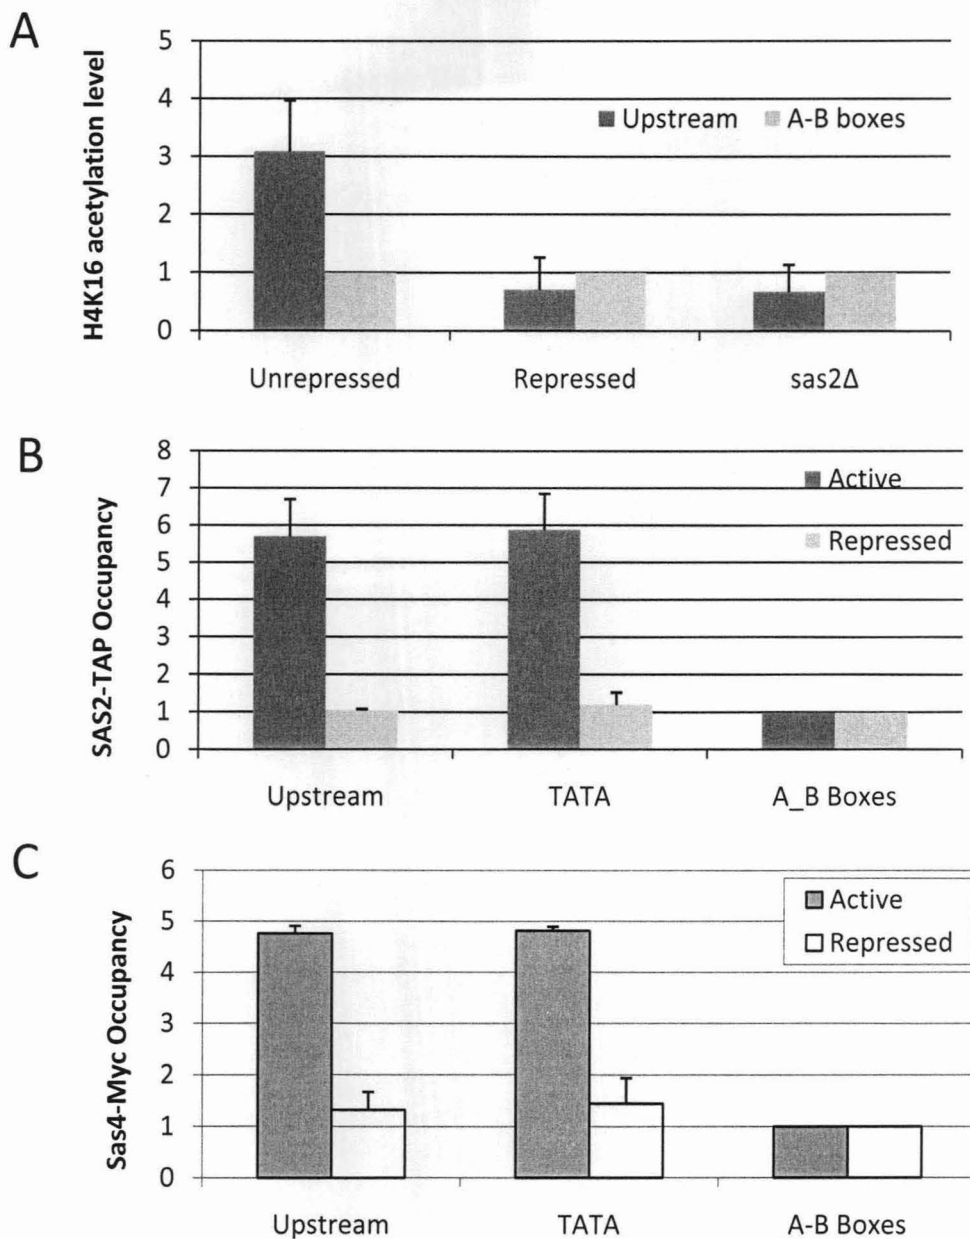 A
H4K16 acetylation level
5
4
3
2
1
0
Upstream
A-B boxes
Unrepressed
Repressed
sas2Δ
B
SAS2-TAP Occupancy
8
7
6
5
4
3
2
1
0
Active
Repressed
Upstream
TATA
A_B Boxes
C
Sas4-Myc Occupancy
6
5
4
3
2
1
0
Active
Repressed
Upstream
TATA
A-B Boxes